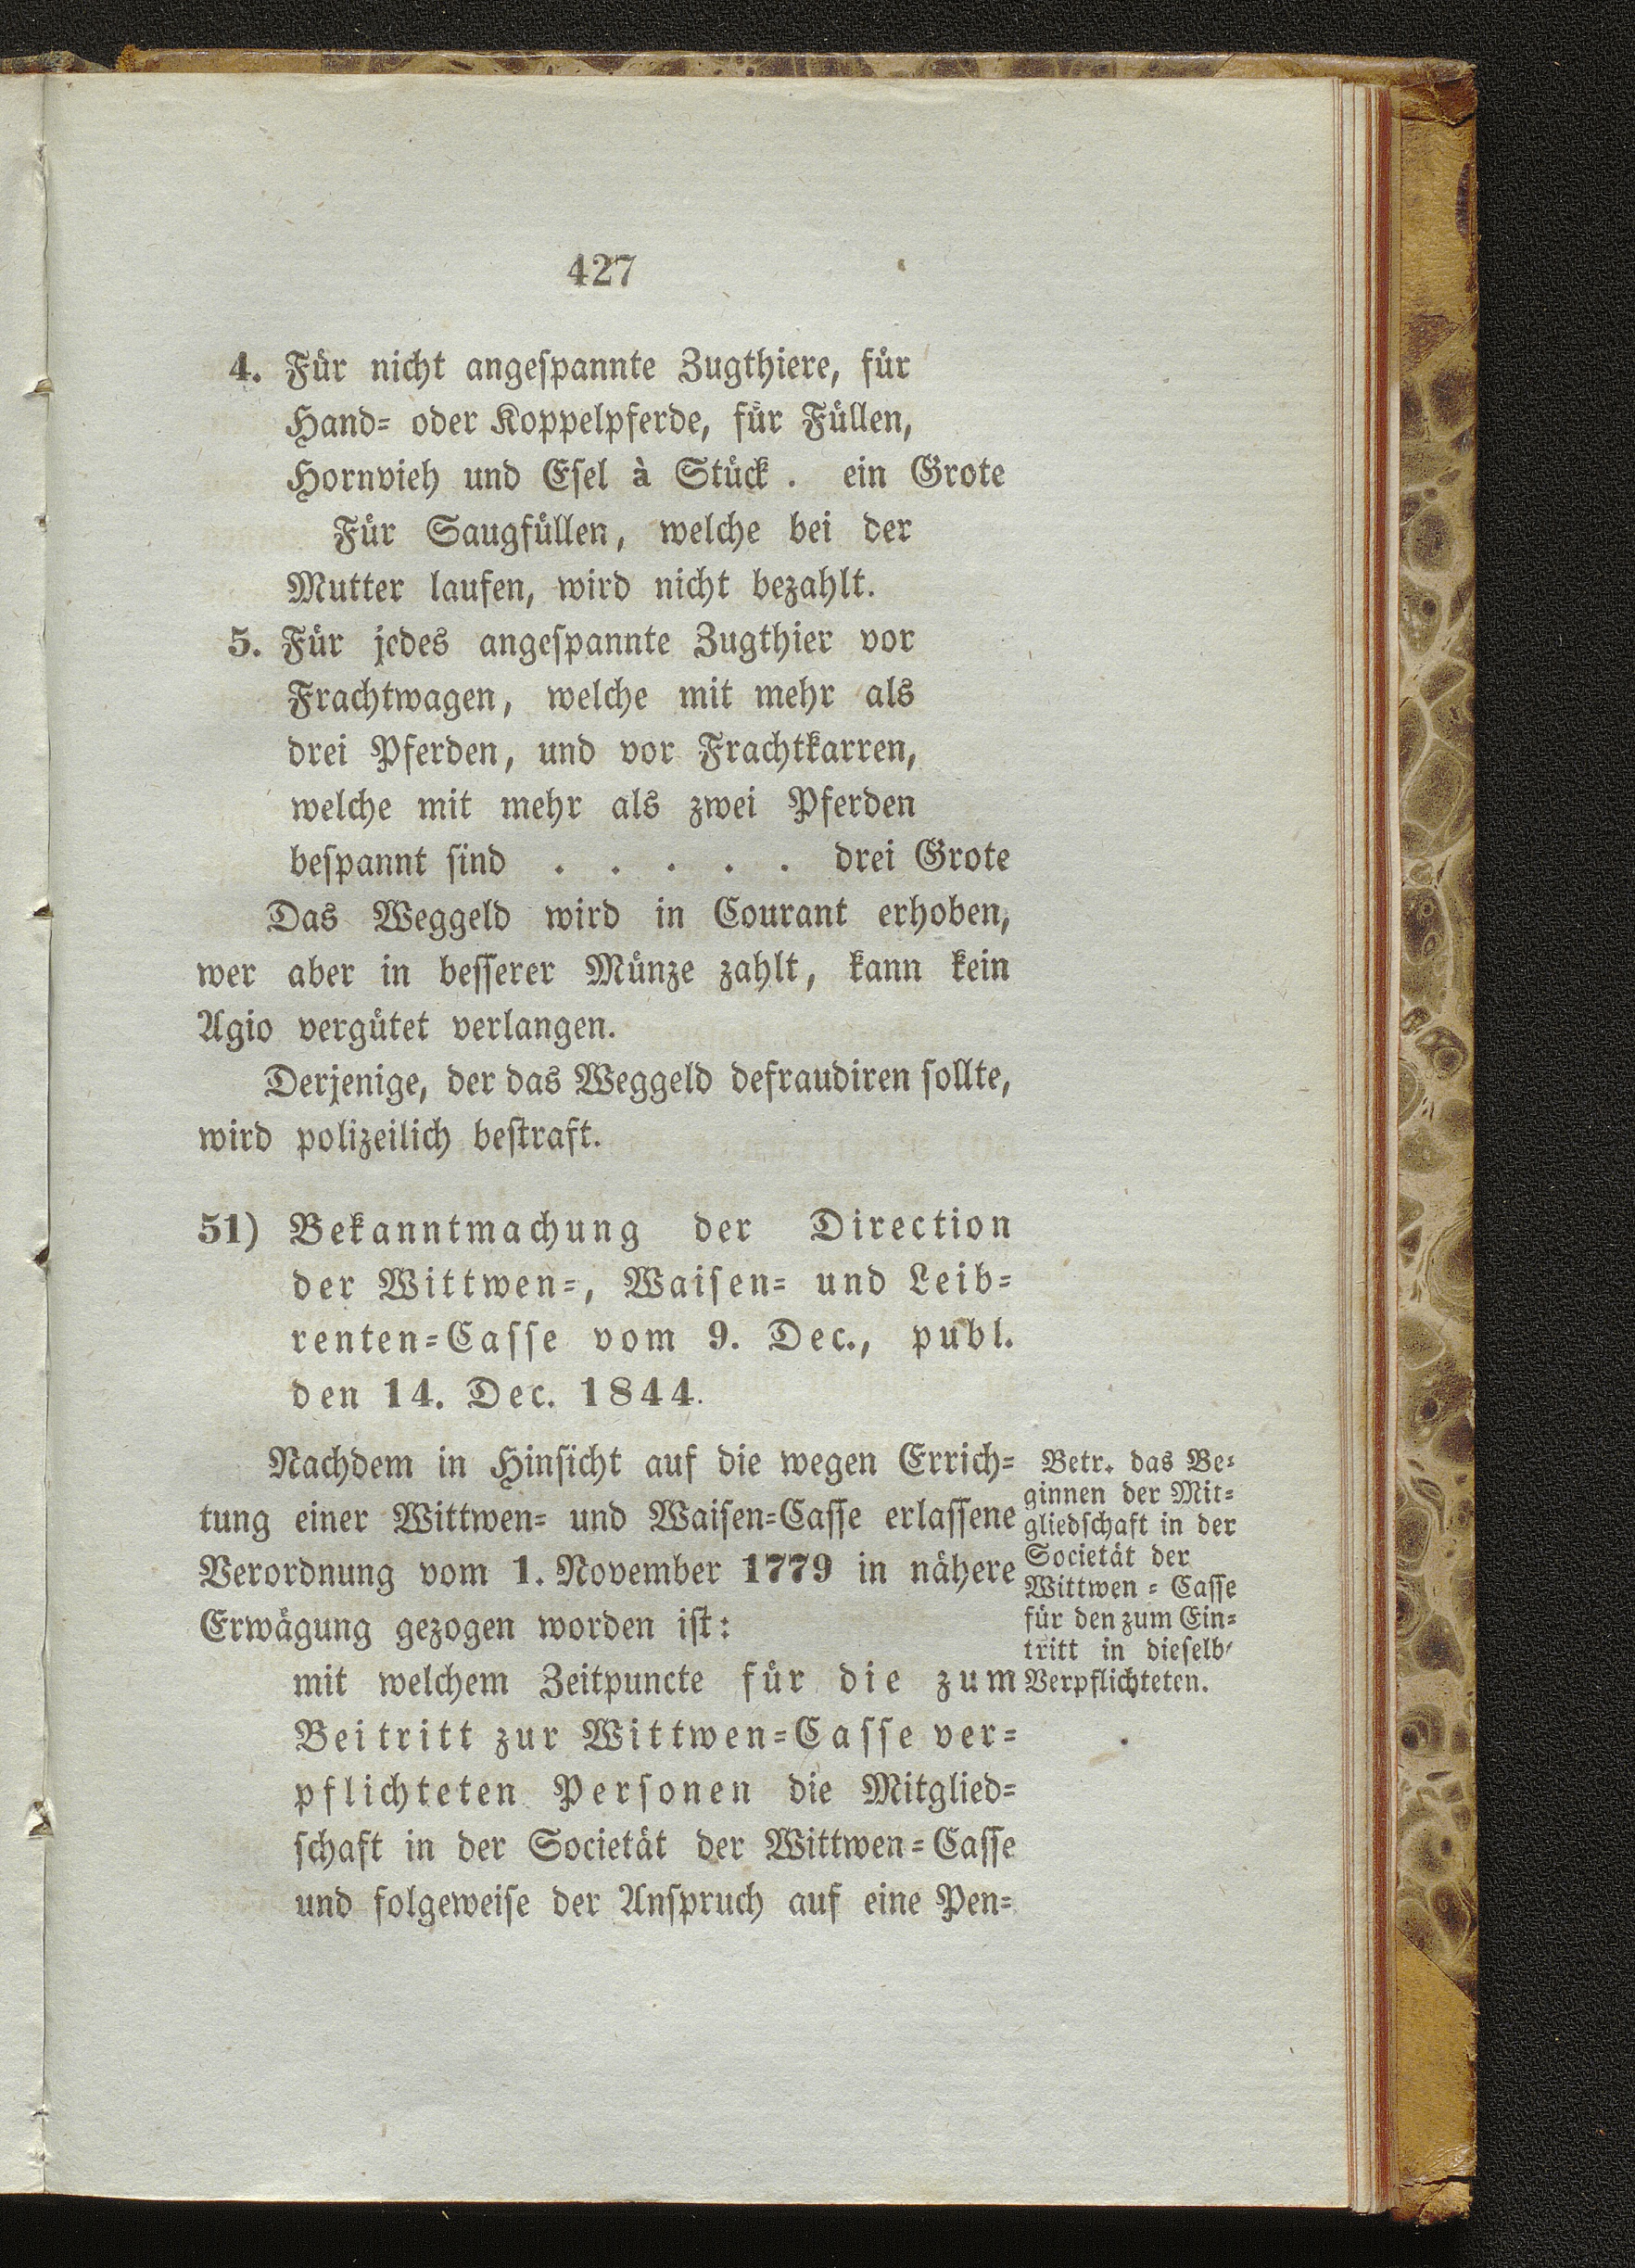 427
4. Für nicht angeſpannte Zugthiere, für
Hand= oder Koppelpferde, für Füllen,
Hornvieh und Eſel à Stück . ein Grote
Für Saugfüllen, welche bei der
Mutter laufen, wird nicht bezahlt.
5. Für jedes angeſpannte Zugthier vor
Frachtwagen, welche mit mehr als
drei Pferden, und vor Frachtkarren,
welche mit mehr als zwei Pferden
beſpannt ſind . . . . . drei Grote
Das Weggeld wird in Courant erhoben,
wer aber in beſſerer Münze zahlt, kann kein
Agio vergütet verlangen.
Derjenige, der das Weggeld defraudiren ſollte,
wird polizeilich beſtraft.
51) Bekanntmachung der Direction
der Wittwen=, Waiſen= und Leib=
renten=Caſſe vom 9. Dec., publ.
den 14. Dec. 1844.
Nachdem in Hinſicht auf die wegen Errich=
tung einer Wittwen= und Waiſen=Caſſe erlaſſene
Verordnung vom 1. November 1779 in nähere
Erwägung gezogen worden iſt:
mit welchem Zeitpuncte für die zum
Beitritt zur Wittwen=Caſſe ver=
pflichteten Perſonen die Mitglied=
ſchaft in der Societät der Wittwen=Caſſe
und folgeweiſe der Anſpruch auf eine Pen=
Betr. das Be=
ginnen der Mit=
gliedſchaft in der
Societät der
Wittwen = Caſſe
für den zum Ein=
tritt in dieſelb
Verpflichteten.